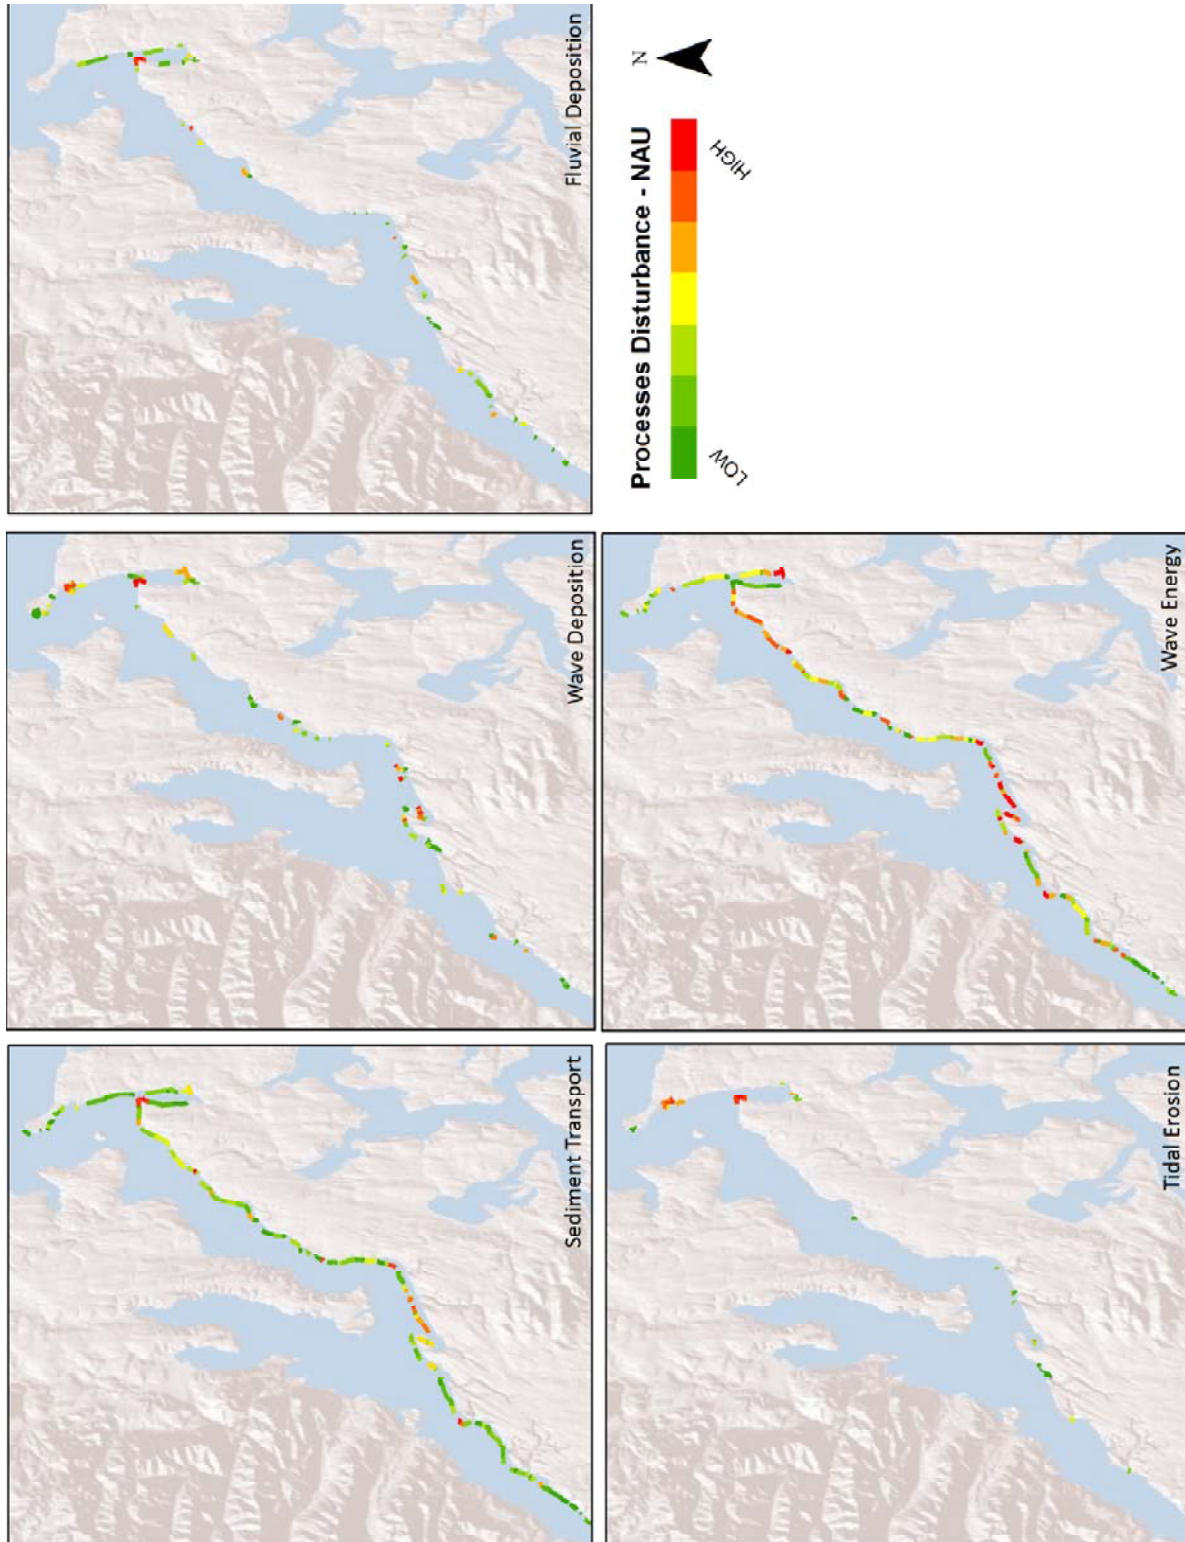 Sediment Transport
Wave Deposition
Fluvial Deposition
Tidal Erosion
Wave Energy
Processes Disturbance - NAU
LOW
HIGH
N